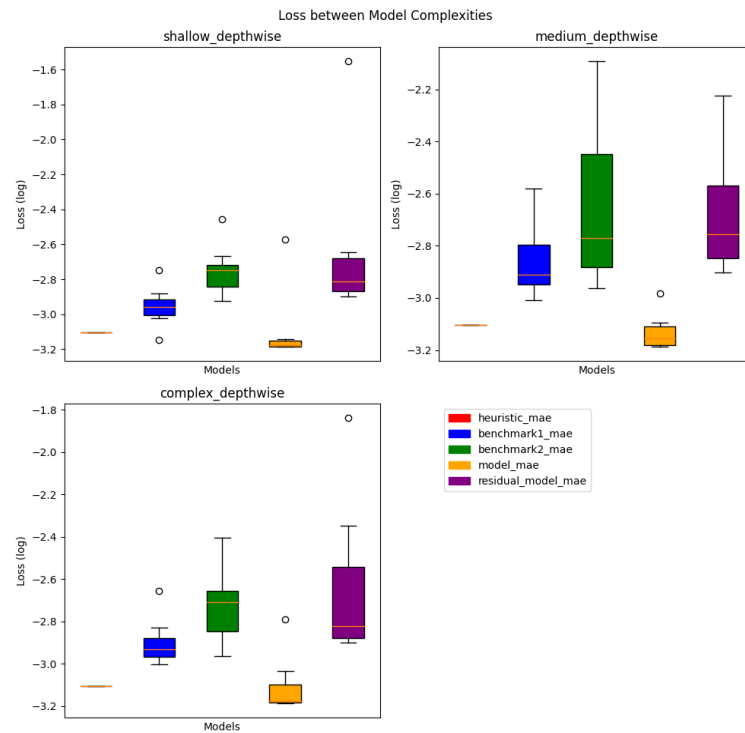 Loss between Model Complexities
shallow_depthwise
−1.6
−1.8
−2.0
−2.2
−2.4
−2.6
−2.8
−3.0
−3.2
Loss (log)
Models
medium_depthwise
−2.2
−2.4
−2.6
−2.8
−3.0
−3.2
Loss (log)
Models
complex_depthwise
−1.8
−2.0
−2.2
−2.4
−2.6
−2.8
−3.0
−3.2
Loss (log)
Models
heuristic_mae
benchmark1_mae
benchmark2_mae
model_mae
residual_model_mae